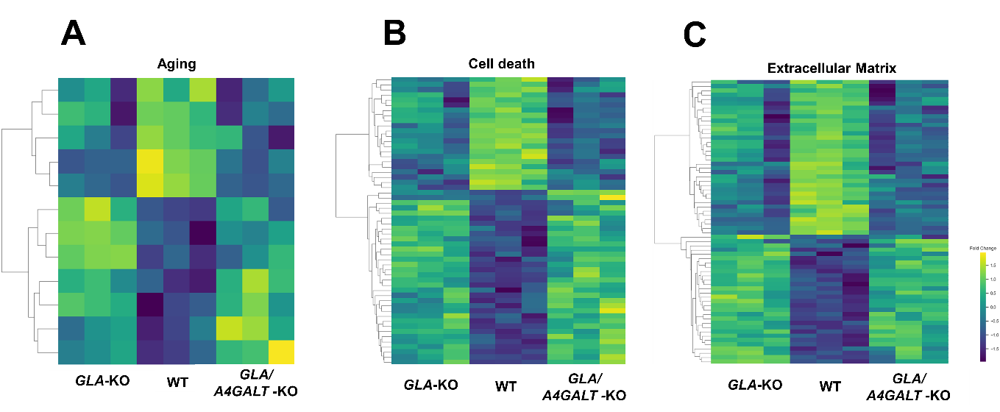 A
B
C
Aging
Cell death
Extracellular Matrix
Fold Change
1.5
1.0
0.5
0.0
−0.5
−1.0
−1.5
GLA-KO
WT
GLA/
A4GALT -KO
GLA-KO
WT
GLA/
A4GALT -KO
GLA-KO
WT
GLA/
A4GALT -KO